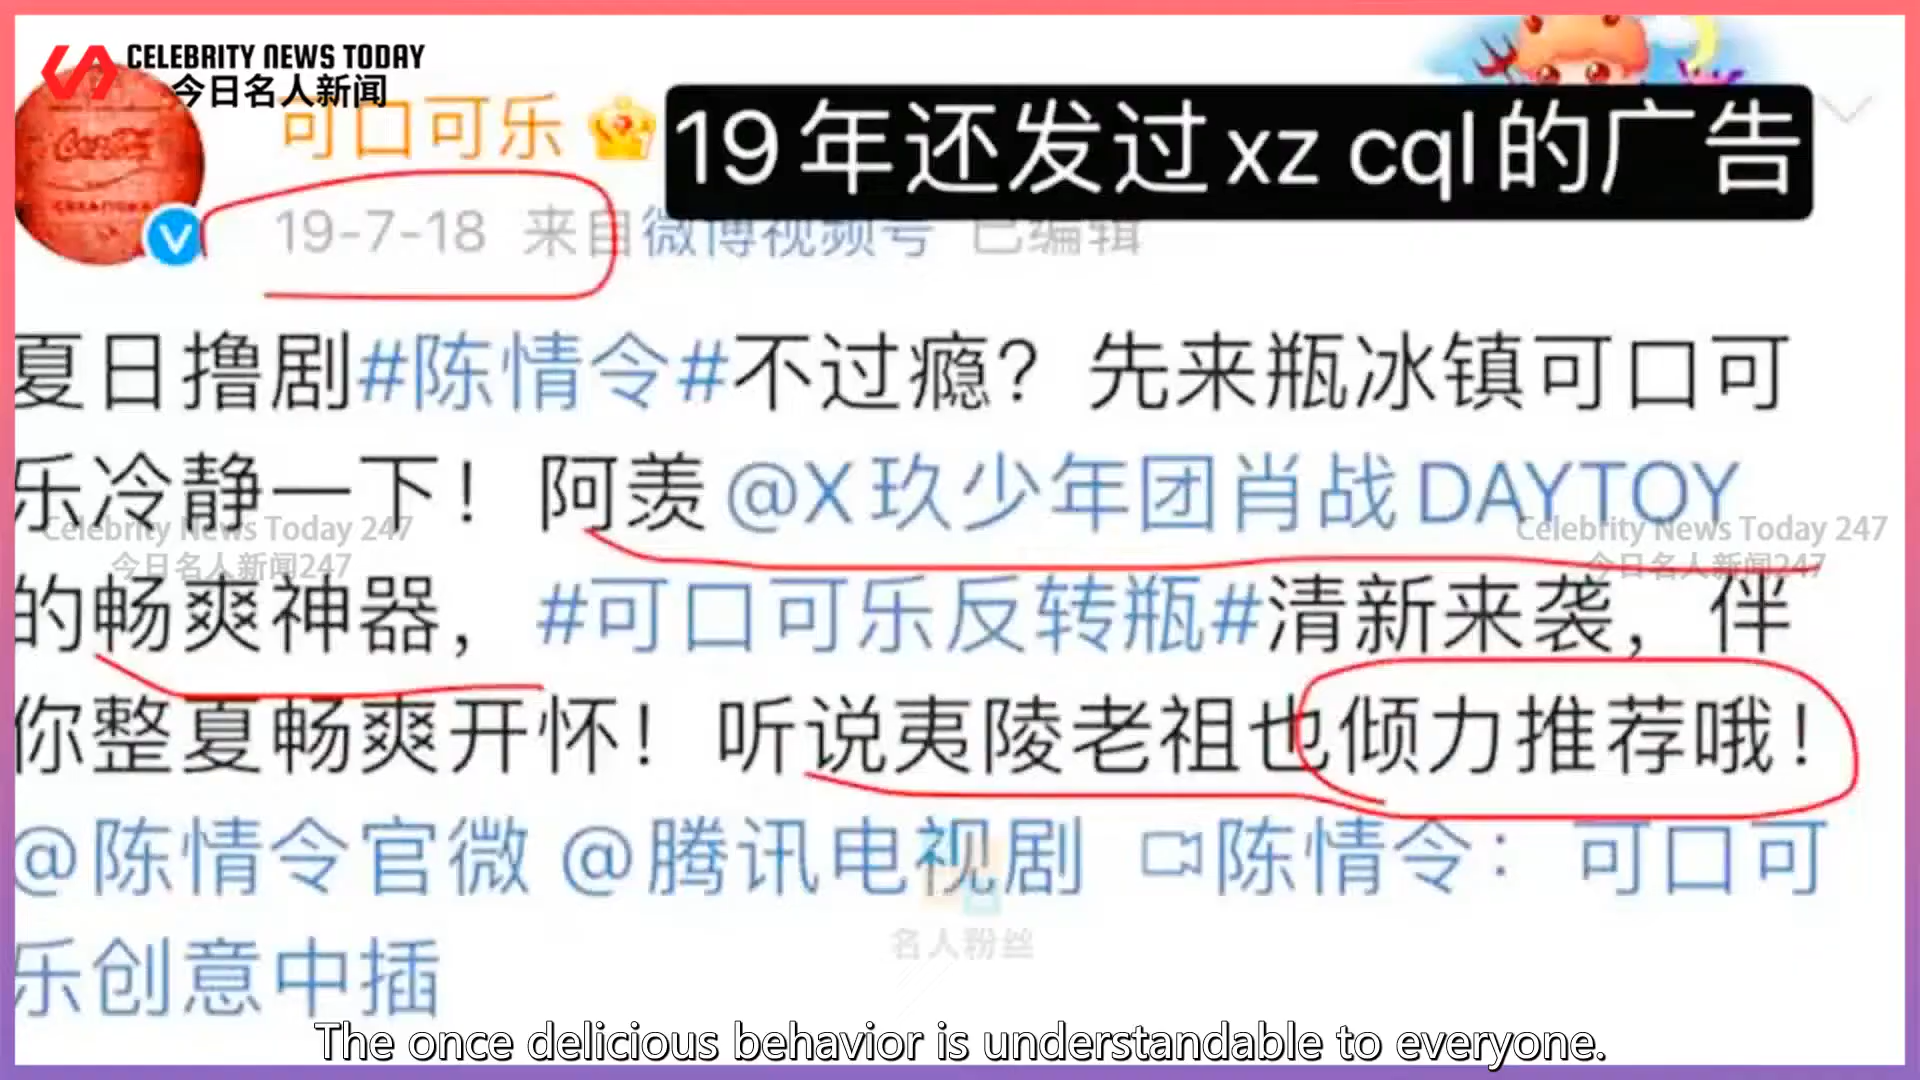 CELEBRITY NEWS TODAY
今日名人新闻
可口可乐
19年还发过xz cql的广告
19-7-18 来自微博视频号 已编辑
夏日撸剧#陈情令#不过瘾？先来瓶冰镇可口可
乐冷静一下！阿羡@X玖少年团肖战DAYTOY
Celebrity News Today 247
今日名人新闻247
Celebrity News Today 247
今日名人新闻247
的畅爽神器，#可口可乐反转瓶#清新来袭，伴
你整夏畅爽开怀！听说夷陵老祖也倾力推荐哦！
@陈情令官微 @腾讯电视剧 陈情令：可口可
名人粉丝
乐创意中插
The once delicious behavior is understandable to everyone.